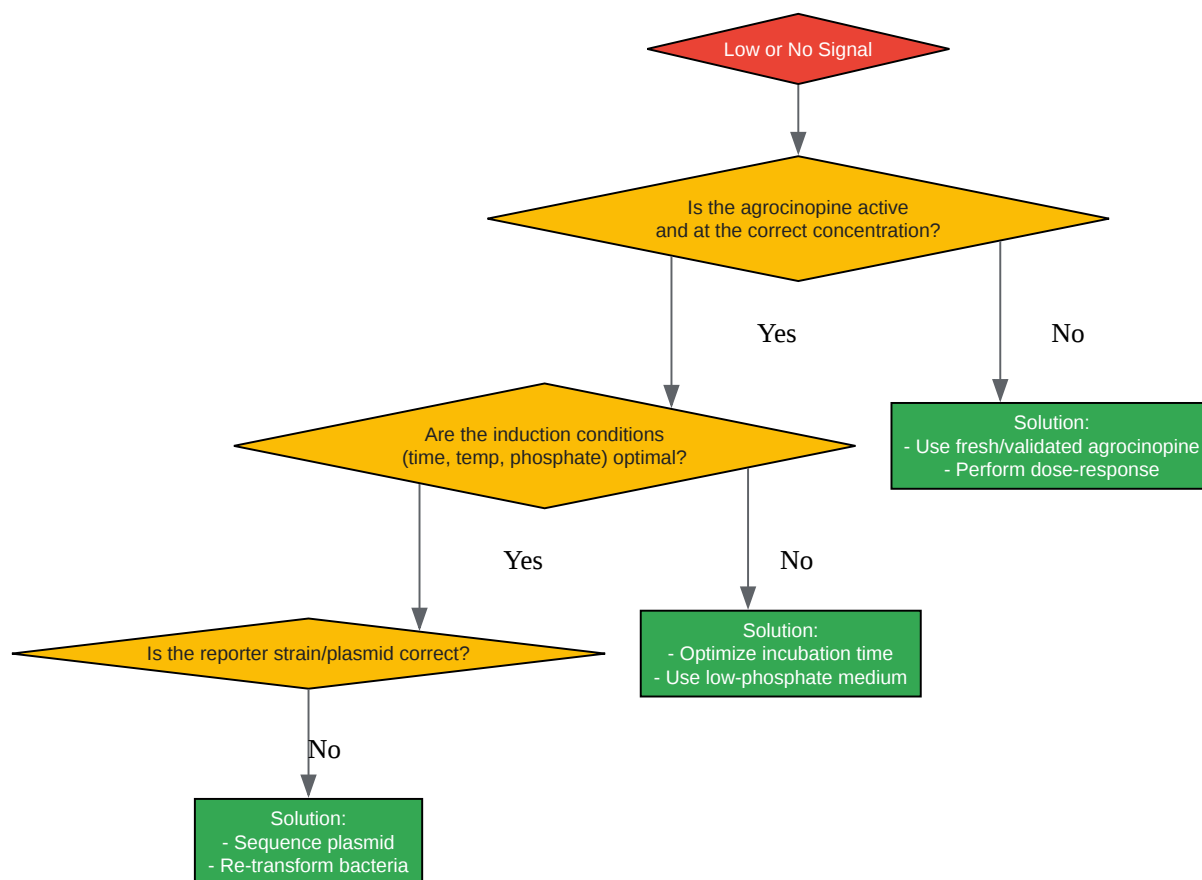 Low or No Signal
Is the agrocinopine active
and at the correct concentration?
Yes
No
Solution:
- Use fresh/validated agrocinopine
- Perform dose-response
Are the induction conditions
(time, temp, phosphate) optimal?
Yes
No
Solution:
- Optimize incubation time
- Use low-phosphate medium
Is the reporter strain/plasmid correct?
No
Solution:
- Sequence plasmid
- Re-transform bacteria